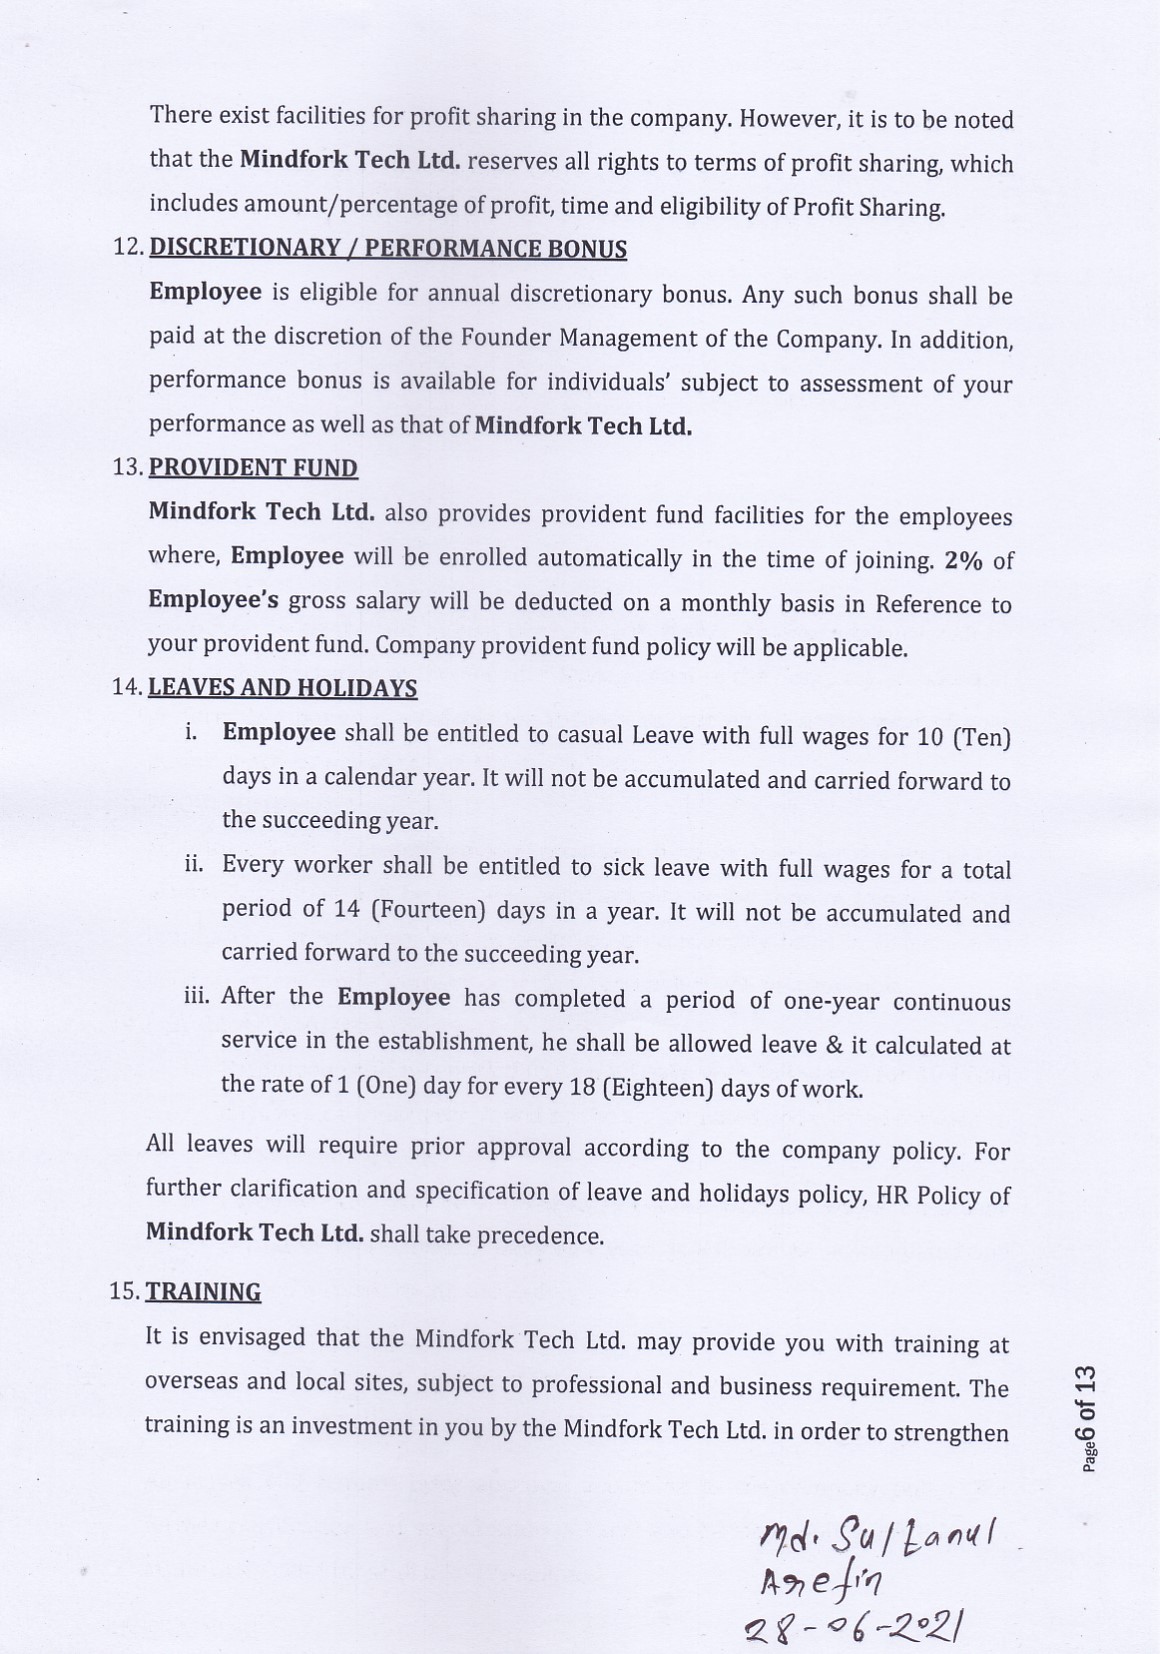 There exist facilities for profit sharing in the company. However, it is to be noted
that the Mindfork Tech Ltd. reserves all rights to terms of profit sharing, which
includes amount/percentage of profit, time and eligibility of Profit Sharing.
12. DISCRETIONARY / PERFORMANCE BONUS
Employee is eligible for annual discretionary bonus. Any such bonus shall be
paid at the discretion of the Founder Management of the Company. In addition,
performance bonus is available for individuals’ subject to assessment of your
performance as well as that of Mindfork Tech Ltd.
13. PROVIDENT FUND
Mindfork Tech Ltd. also provides provident fund facilities for the employees
where, Employee will be enrolled automatically in the time of joining. 2% of
Employee’s gross salary will be deducted on a monthly basis in Reference to
your provident fund. Company provident fund policy will be applicable.
14. LEAVES AND HOLIDAYS
i. Employee shall be entitled to casual Leave with full wages for 10 (Ten)
days in a calendar year. It will not be accumulated and carried forward to
the succeeding year.
ii. Every worker shall be entitled to sick leave with full wages for a total
period of 14 (Fourteen) days in a year. It will not be accumulated and
carried forward to the succeeding year.
iii. After the Employee has completed a period of one-year continuous
service in the establishment, he shall be allowed leave & it calculated at
the rate of 1 (One) day for every 18 (Eighteen) days of work.
All leaves will require prior approval according to the company policy. For
further clarification and specification of leave and holidays policy, HR Policy of
Mindfork Tech Ltd. shall take precedence.
15. TRAINING
It is envisaged that the Mindfork Tech Ltd. may provide you with training at
overseas and local sites, subject to professional and business requirement. The
training is an investment in you by the Mindfork Tech Ltd. in order to strengthen
Page6 of 13
Md. Sultanul
Arefin
28-06-2021